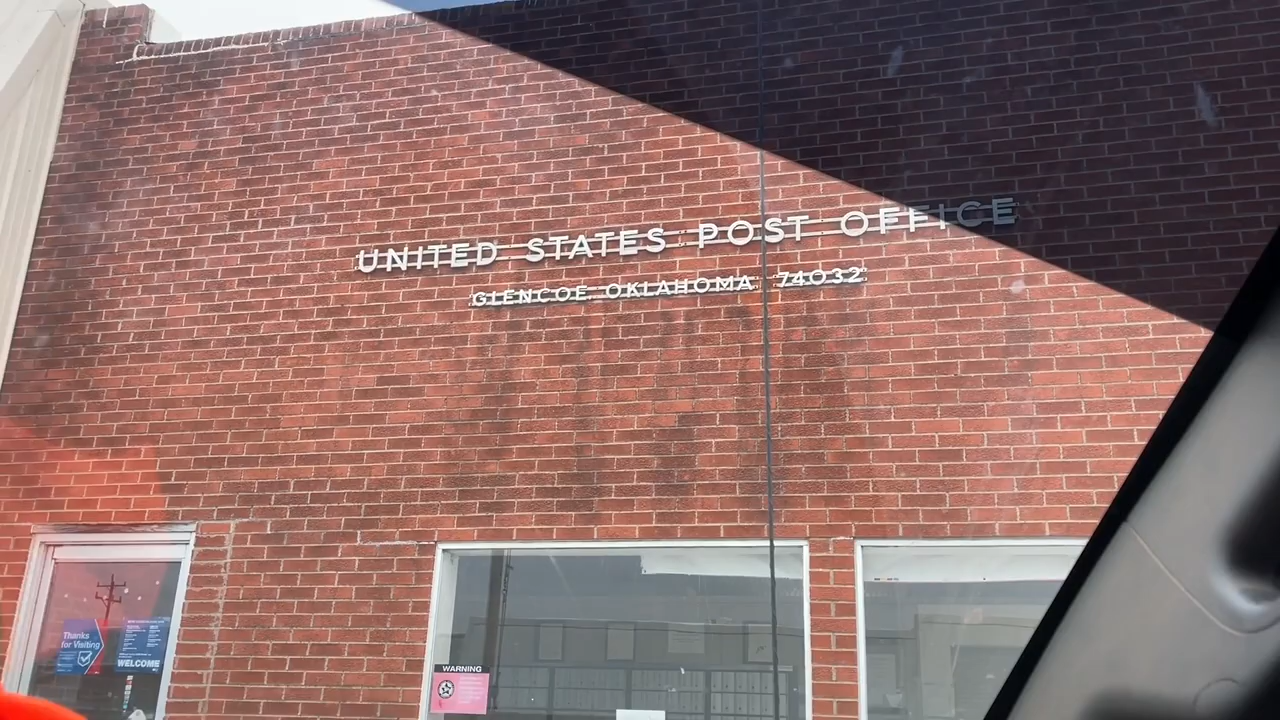 UNITED STATES POST OFFICE
GLENCOE OKLAHOMA 74032
Thanks
for Visiting
WELCOME
WARNING